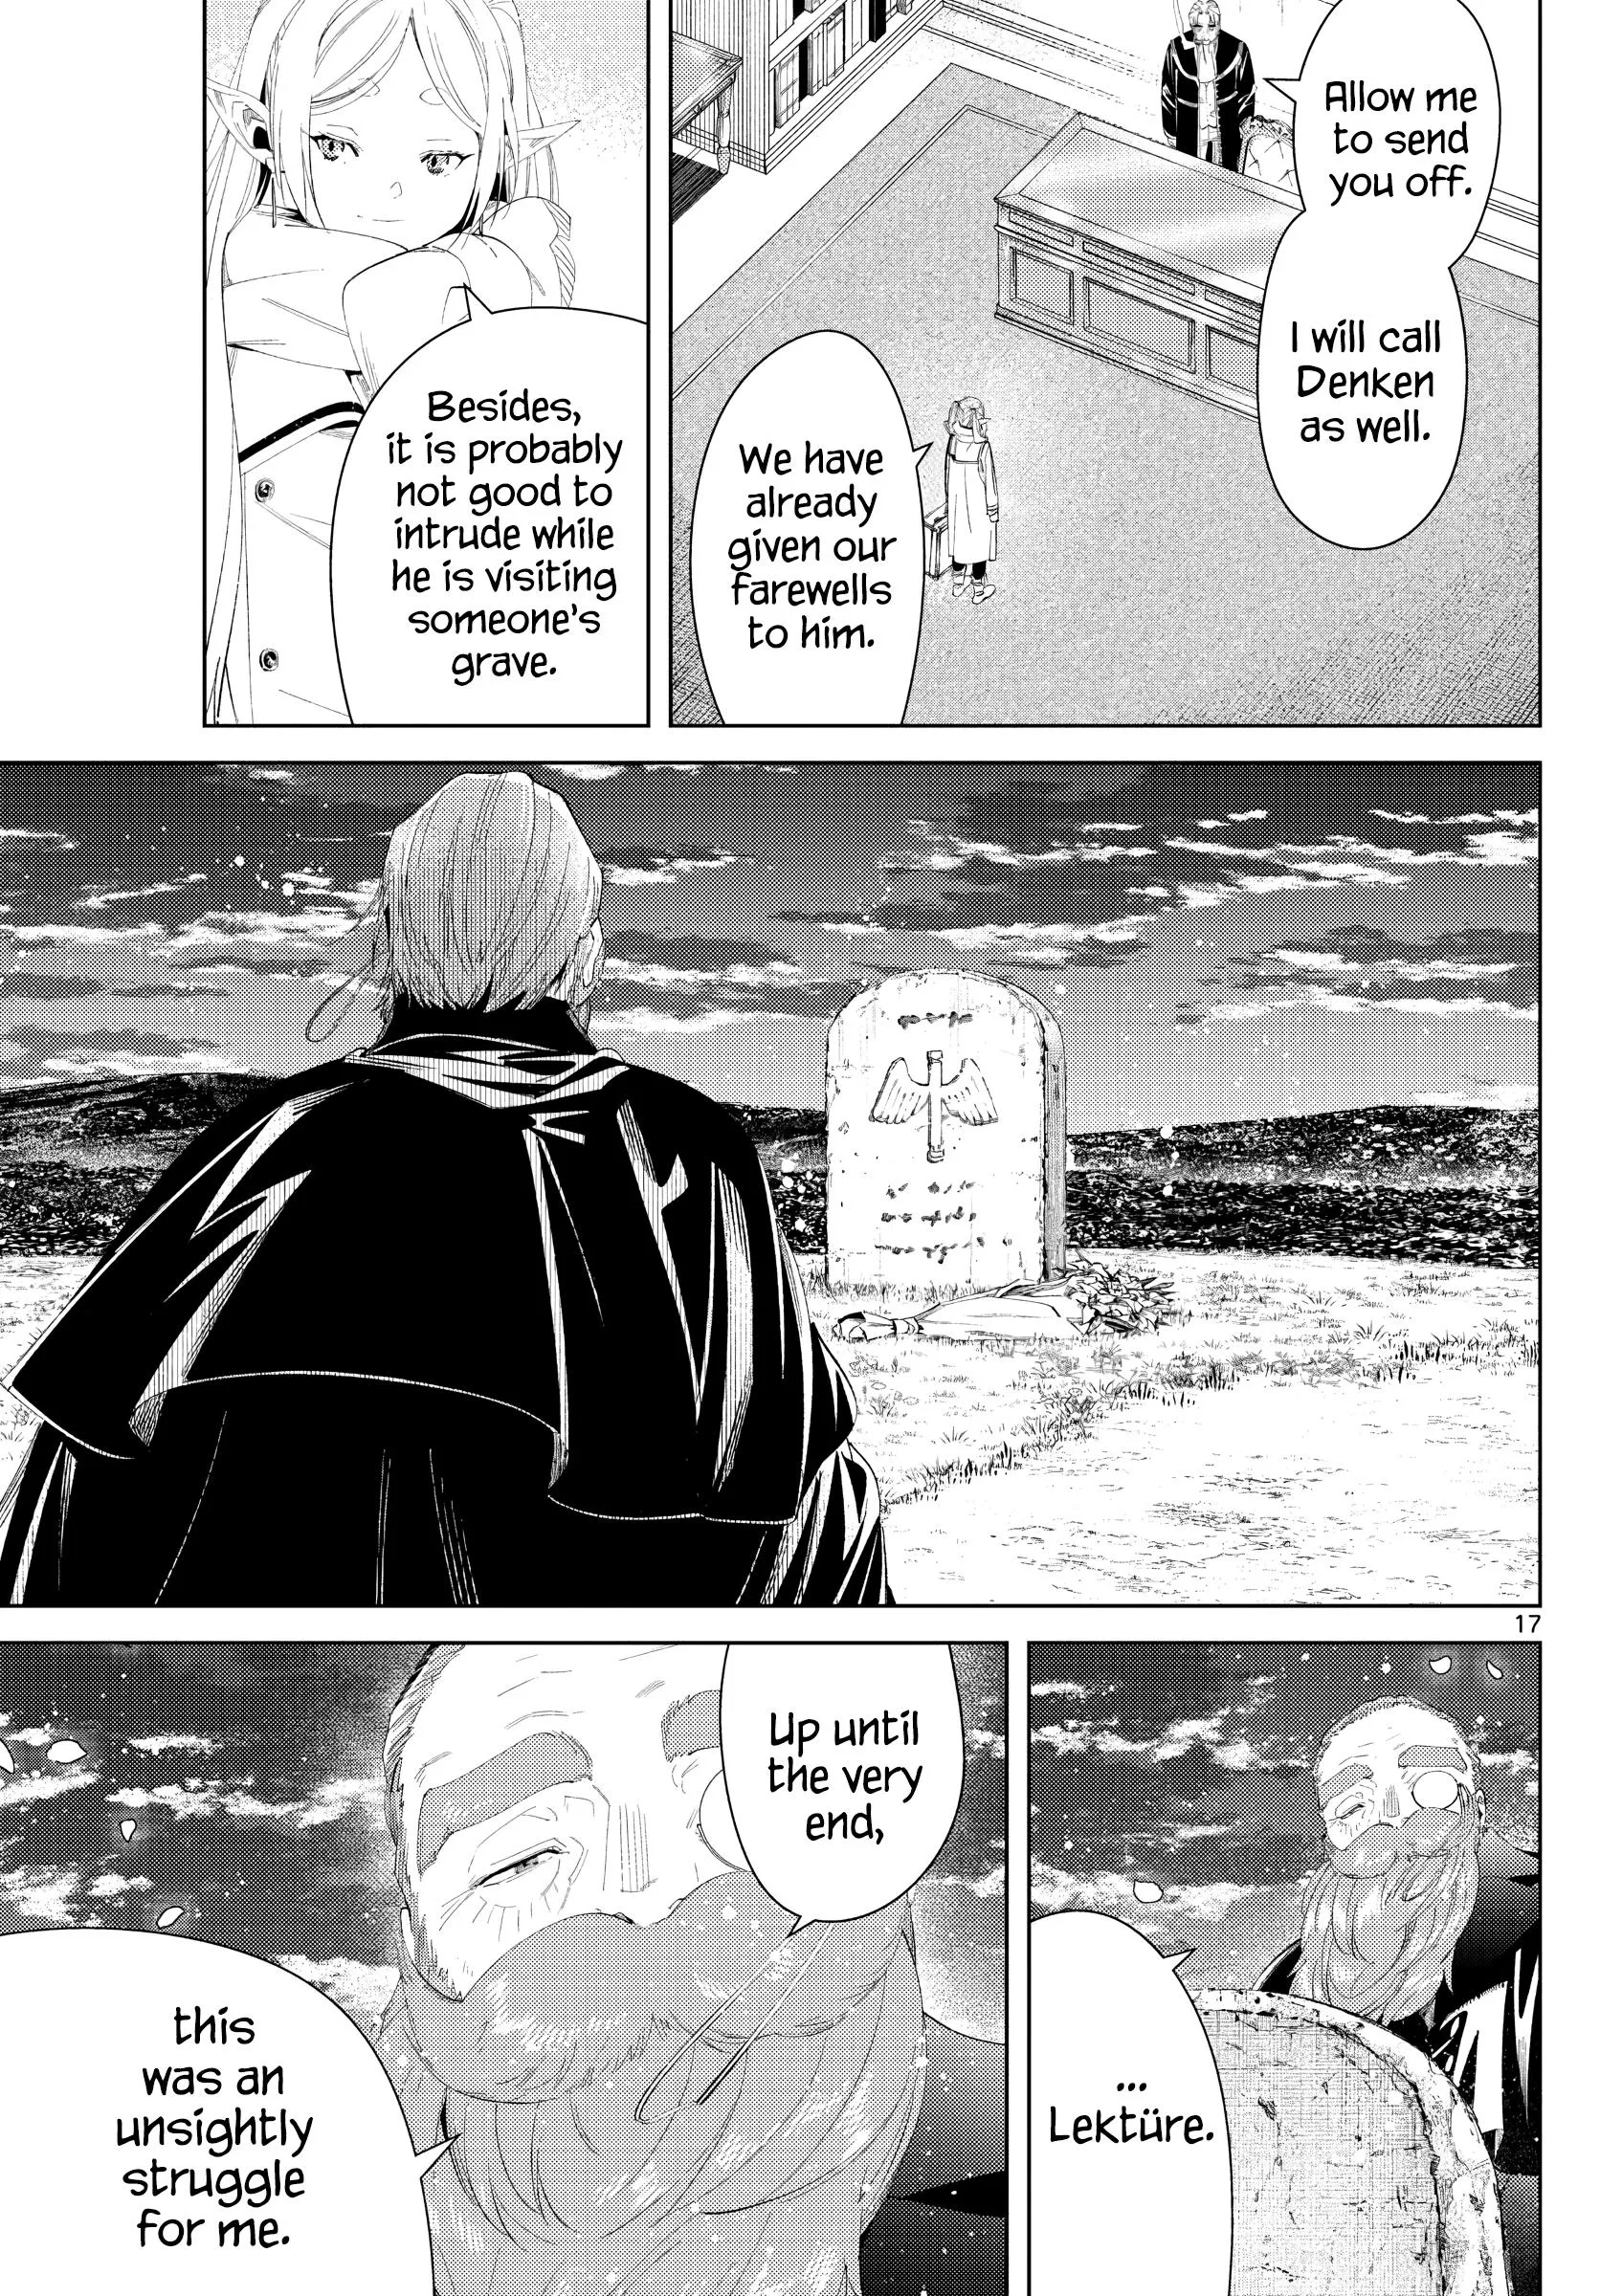 Allow me
to send
you off.
I will call
Denken
as well.
We have
already
given our
farewells
to him.
Besides,
it is probably
not good to
intrude while
he is visiting
someone's
grave.
17
...
Lektüre.
Up until
the very
end,
this
was an
unsightly
struggle
for me.